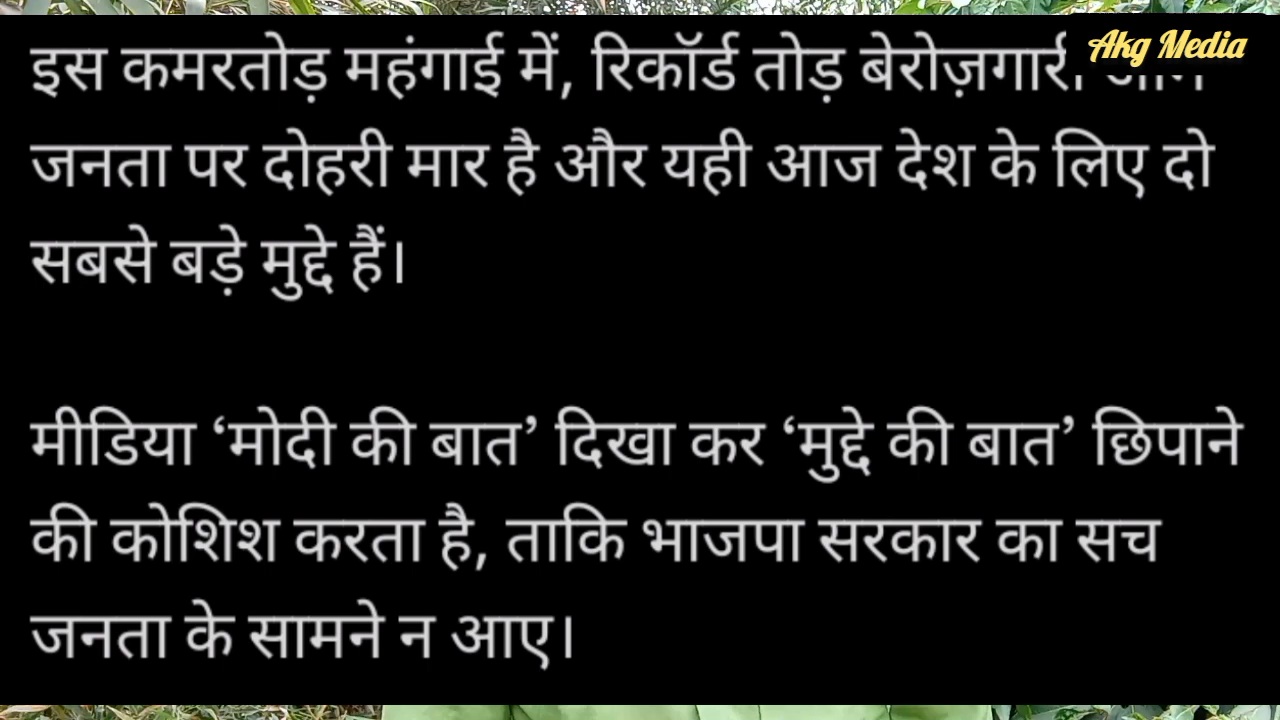 इस कमरतोड़ महंगाई में, रिकॉर्ड तोड़
Akg Media
जनता पर दोहरी मार है और यही आज देश के लिए दो
सबसे बड़े मुद्दे हैं।
मीडिया ‘मोदी की बात’ दिखा कर ‘मुद्दे की बात’ छिपाने
की कोशिश करता है, ताकि भाजपा सरकार का सच
जनता के सामने न आए।